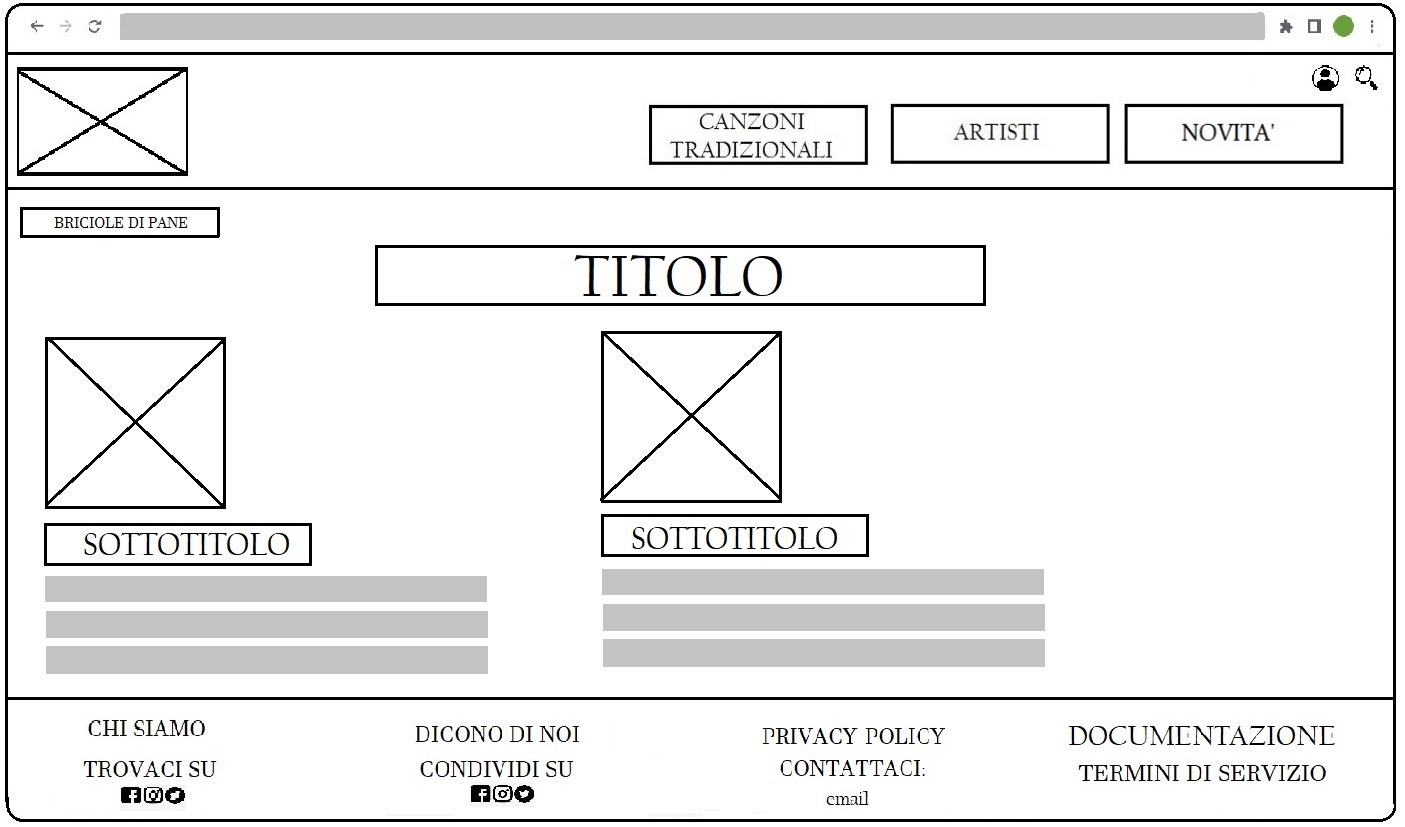 CANZONI
TRADIZIONALI
ARTISTI
NOVITA'
BRICIOLE DI PANE
TITOLO
SOTTOTITOLO
SOTTOTITOLO
CHI SIAMO
TROVACI SU
DICONO DI NOI
CONDIVIDI SU
PRIVACY POLICY
CONTATTACI:
email
DOCUMENTAZIONE
TERMINI DI SERVIZIO